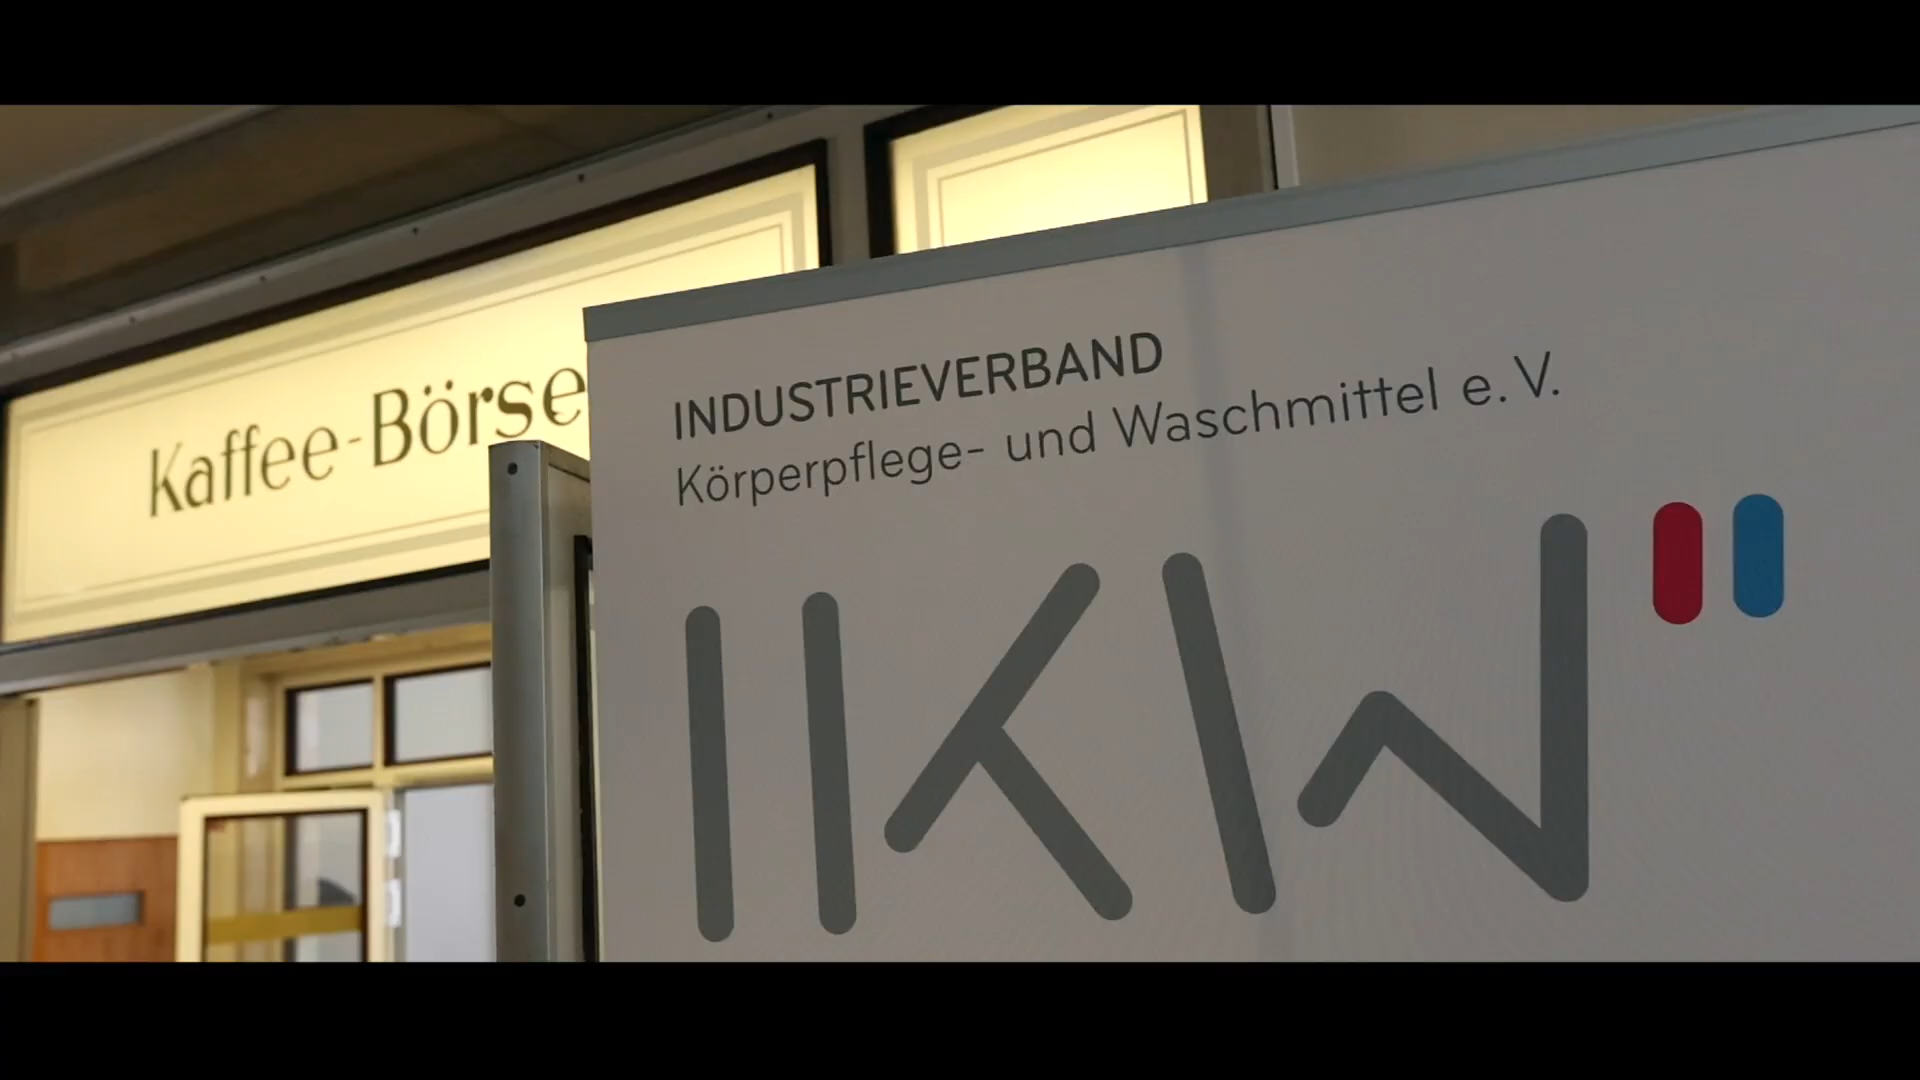 Kaffee-Börse
INDUSTRIEVERBAND
Körperpflege- und Waschmittel e. V.
IKW